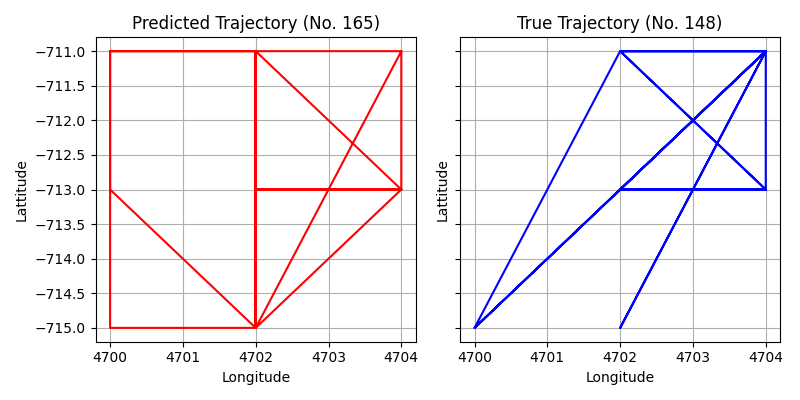 Predicted Trajectory (No. 165)
True Trajectory (No. 148)
−711.0
−711.5
−712.0
−712.5
−713.0
−713.5
−714.0
−714.5
−715.0
Lattitude
Lattitude
4700 4701 4702 4703 4704
4700 4701 4702 4703 4704
Longitude
Longitude